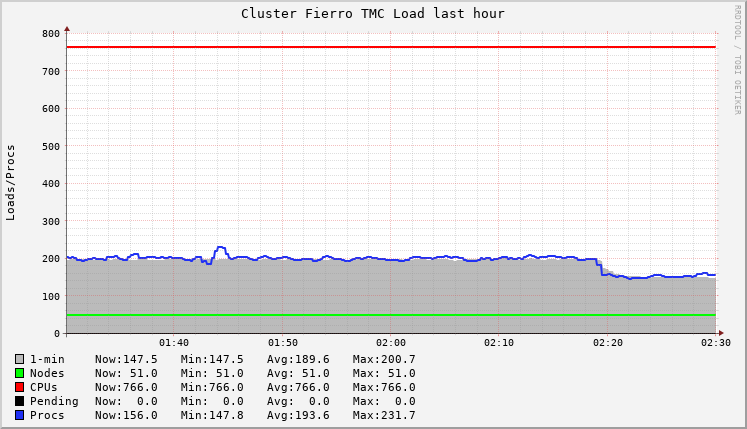 Cluster Fierro TMC Load last hour
RRDTOOL / TOBI OETIKER
Loads/Procs
800
700
600
500
400
300
200
100
0
01:40 01:50 02:00 02:10 02:20 02:30
1-min Now:147.5 Min:147.5 Avg:189.6 Max:200.7
Nodes Now: 51.0 Min: 51.0 Avg: 51.0 Max: 51.0
CPUs Now:766.0 Min:766.0 Avg:766.0 Max:766.0
Pending Now: 0.0 Min: 0.0 Avg: 0.0 Max: 0.0
Procs Now:156.0 Min:147.8 Avg:193.6 Max:231.7